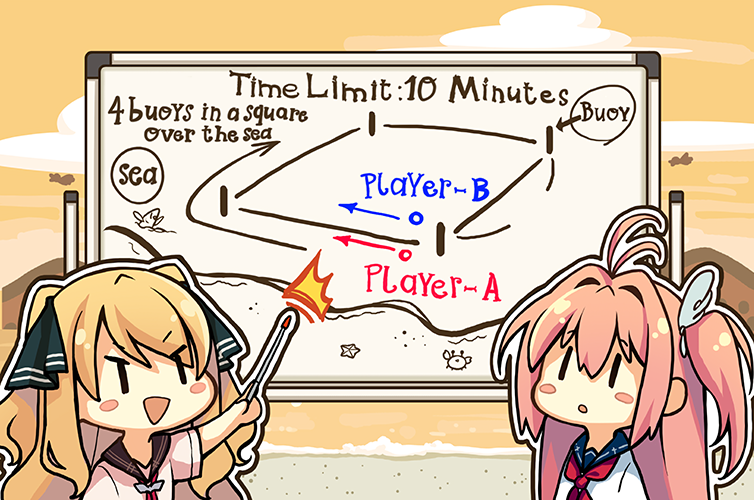 Time Limit:10 Minutes
4 buoys in a square
over the sea
Buoy
Sea
Player-B
Player-A